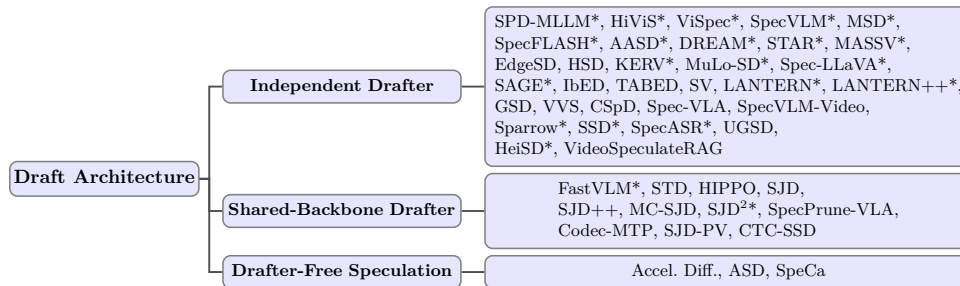 SPD-MLLM*, HiViS*, ViSpec*, SpecVLM*, MSD*,
SpecFLASH*, AASD*, DREAM*, STAR*, MASSV*,
EdgeSD, HSD, KERV*, MuLo-SD*, Spec-LLaVA*,
SAGE*, IbED, TABED, SV, LANTERN*, LANTERN++*,
GSD, VVS, CSpD, Spec-VLA, SpecVLM-Video,
Sparrow*, SSD*, SpecASR*, UGSD,
HeiSD*, VideoSpeculateRAG
Independent Drafter
Draft Architecture
FastVLM*, STD, HIPPO, SJD,
SJD++, MC-SJD, SJD²*, SpecPrune-VLA,
Codec-MTP, SJD-PV, CTC-SSD
Shared-Backbone Drafter
Drafter-Free Speculation
Accel. Diff., ASD, SpeCa